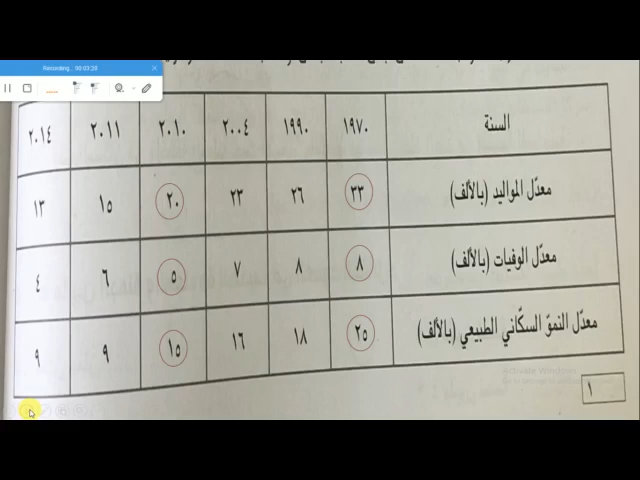 Recording... 00:03:20
السنة ١٩٧٠ ١٩٩٠ ٢٠٠٤ ٢٠١٠ ٢٠١١ ٢٠١٤
معدّل المواليد (بالألف) ٣٣ ٢٦ ٢٣ ٢٠ ١٥ ١٣
معدّل الوفيات (بالألف) ٨ ٨ ٧ ٥ ٦ ٤
معدّل النموّ السكّاني الطبيعي (بالألف) ٢٥ ١٨ ١٦ ١٥ ٩ ٩
Activate Windows
١